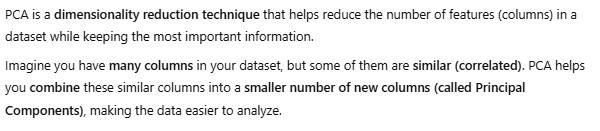 PCA is a dimensionality reduction technique that helps reduce the number of features (columns) in a
dataset while keeping the most important information.
Imagine you have many columns in your dataset, but some of them are similar (correlated). PCA helps
you combine these similar columns into a smaller number of new columns (called Principal
Components), making the data easier to analyze.